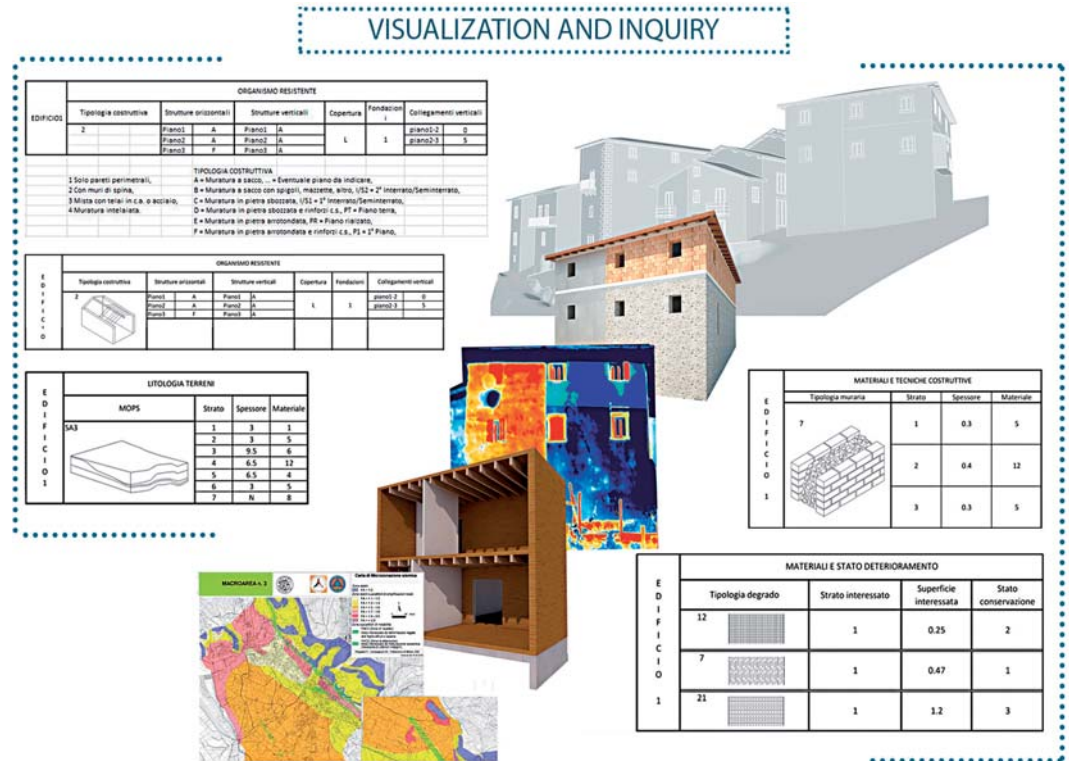 VISUALIZATION AND INQUIRY
ORGANISMO RESISTENTE
EDIFICIO1 Tipologia costruttiva Strutture orizzontali Strutture verticali Copertura Fondazioni Collegamenti verticali
2 Piano1 A Piano1 A L 1 piano1-2 0
Piano2 A Piano2 A piano2-3 5
Piano3 F Piano3 A
TIPOLOGIA COSTRUTTIVA
1 Solo pareti perimetrali, A = Muratura a sacco, ... = Eventuale piano da indicare,
2 Con muri di spina, B = Muratura a sacco con spigoli, mazzette, altro, I/S2 = 2° Interrato/Seminterrato,
3 Mista con telai in c.a. o acciaio, C = Muratura in pietra sbozzata, I/S1 = 1° Interrato/Seminterrato,
4 Muratura intelaiata. D = Muratura in pietra sbozzata e rinforzi c.s., PT = Piano terra,
E = Muratura in pietra arrotondata, PR = Piano rialzato,
F = Muratura in pietra arrotondata e rinforzi c.s., P1 = 1° Piano,
EDIFICIO
ORGANISMO RESISTENTE
Tipologia costruttiva Strutture orizzontali Strutture verticali Copertura Fondazioni Collegamenti verticali
2 Piano1 A Piano1 A L 1 piano1-2 0
Piano2 A Piano2 A piano2-3 5
Piano3 F Piano3 A
EDIFICIO1
LITOLOGIA TERRENI
MOPS Strato Spessore Materiale
SA3 1 3 1
2 3 5
3 9.5 6
4 6.5 12
5 6.5 4
6 3 5
7 N 8
EDIFICIO 1
MATERIALI E TECNICHE COSTRUTTIVE
Tipologia muraria Strato Spessore Materiale
7 1 0.3 5
2 0.4 12
3 0.3 5
EDIFICIO 1
MATERIALI E STATO DETERIORAMENTO
Tipologia degrado Strato interessato Superficie interessata Stato conservazione
12 1 0.25 2
7 1 0.47 1
21 1 1.2 3
MACROAREA n. 3
Carta di Microzonazione sismica